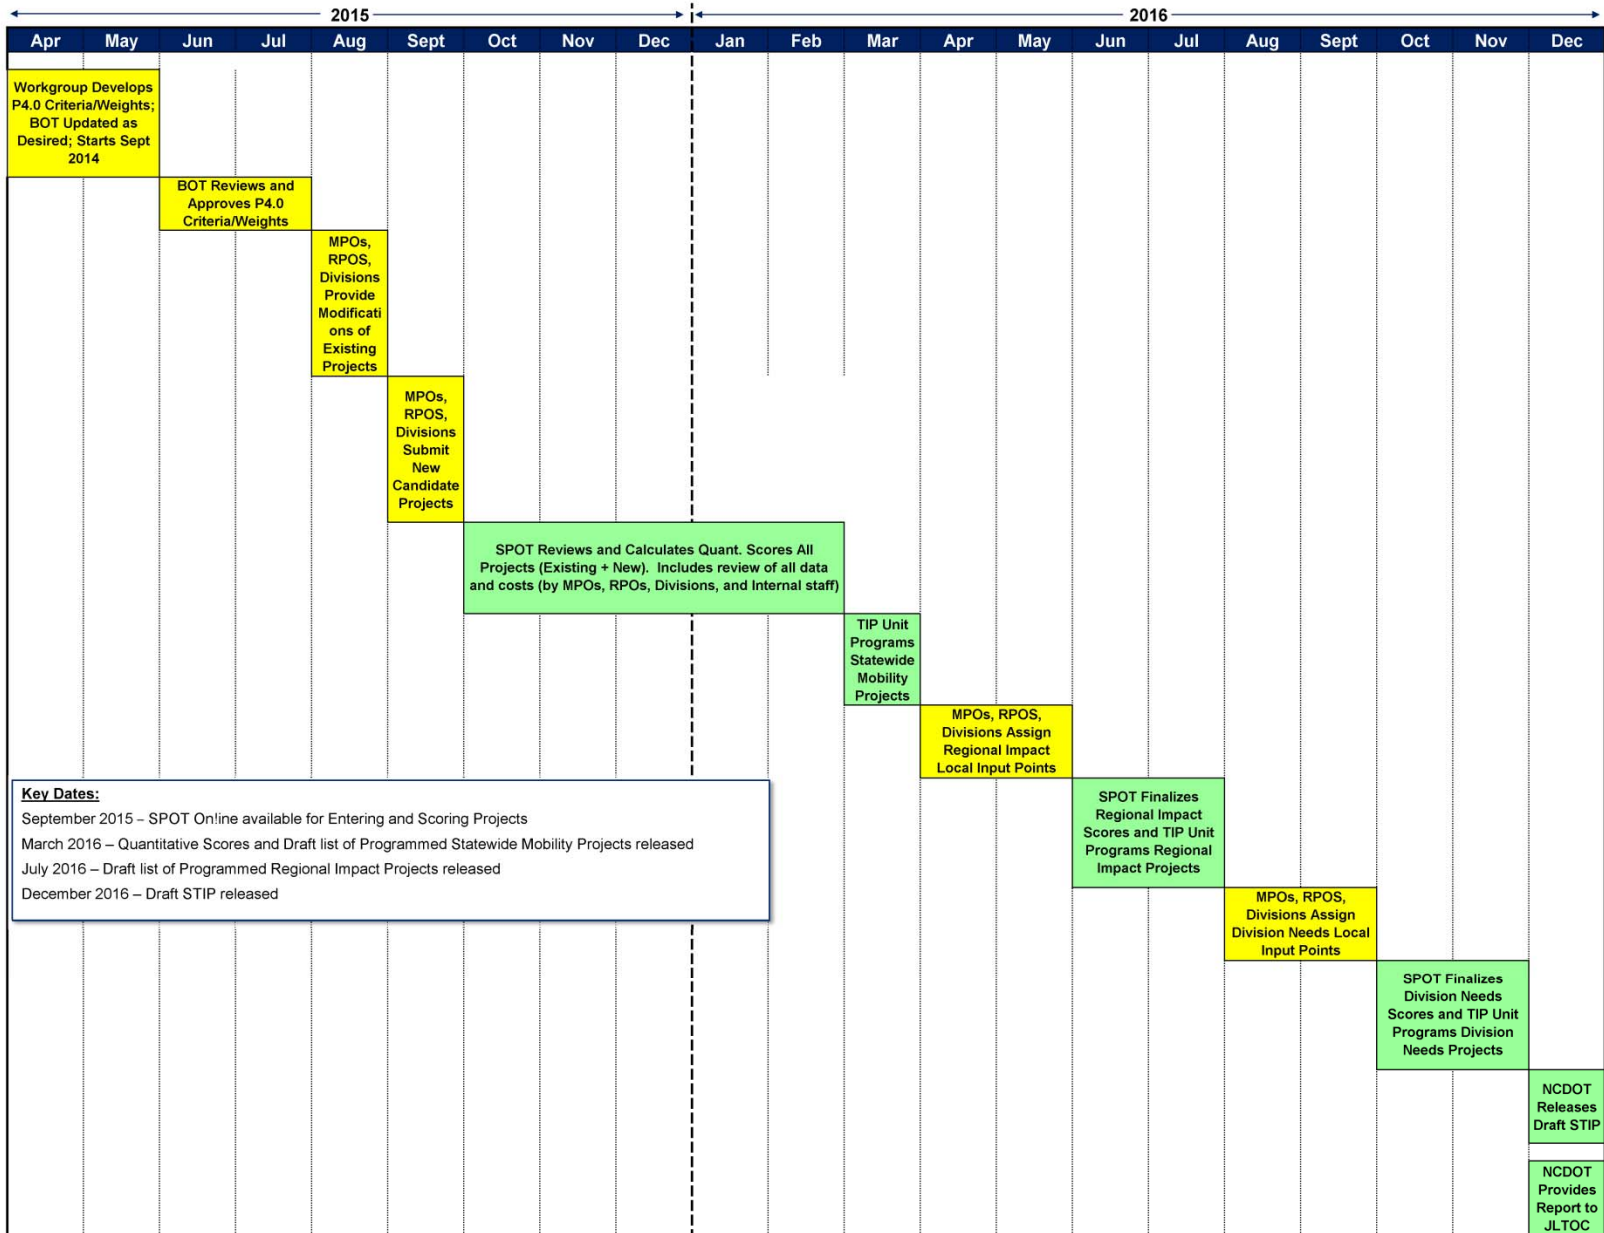 2015
2016
Apr May Jun Jul Aug Sept Oct Nov Dec Jan Feb Mar Apr May Jun Jul Aug Sept Oct Nov Dec
Workgroup Develops
P4.0 Criteria/Weights;
BOT Updated as
Desired; Starts Sept
2014
BOT Reviews and
Approves P4.0
Criteria/Weights
MPOs,
RPOS,
Divisions
Provide
Modificati
ons of
Existing
Projects
MPOs,
RPOS,
Divisions
Submit
New
Candidate
Projects
SPOT Reviews and Calculates Quant. Scores All
Projects (Existing + New). Includes review of all data
and costs (by MPOs, RPOs, Divisions, and Internal staff)
TIP Unit
Programs
Statewide
Mobility
Projects
MPOs, RPOS,
Divisions Assign
Regional Impact
Local Input Points
SPOT Finalizes
Regional Impact
Scores and TIP Unit
Programs Regional
Impact Projects
MPOs, RPOS,
Divisions Assign
Division Needs Local
Input Points
SPOT Finalizes
Division Needs
Scores and TIP Unit
Programs Division
Needs Projects
NCDOT
Releases
Draft STIP
NCDOT
Provides
Report to
JLTOC
Key Dates:
September 2015 – SPOT On!ine available for Entering and Scoring Projects
March 2016 – Quantitative Scores and Draft list of Programmed Statewide Mobility Projects released
July 2016 – Draft list of Programmed Regional Impact Projects released
December 2016 – Draft STIP released